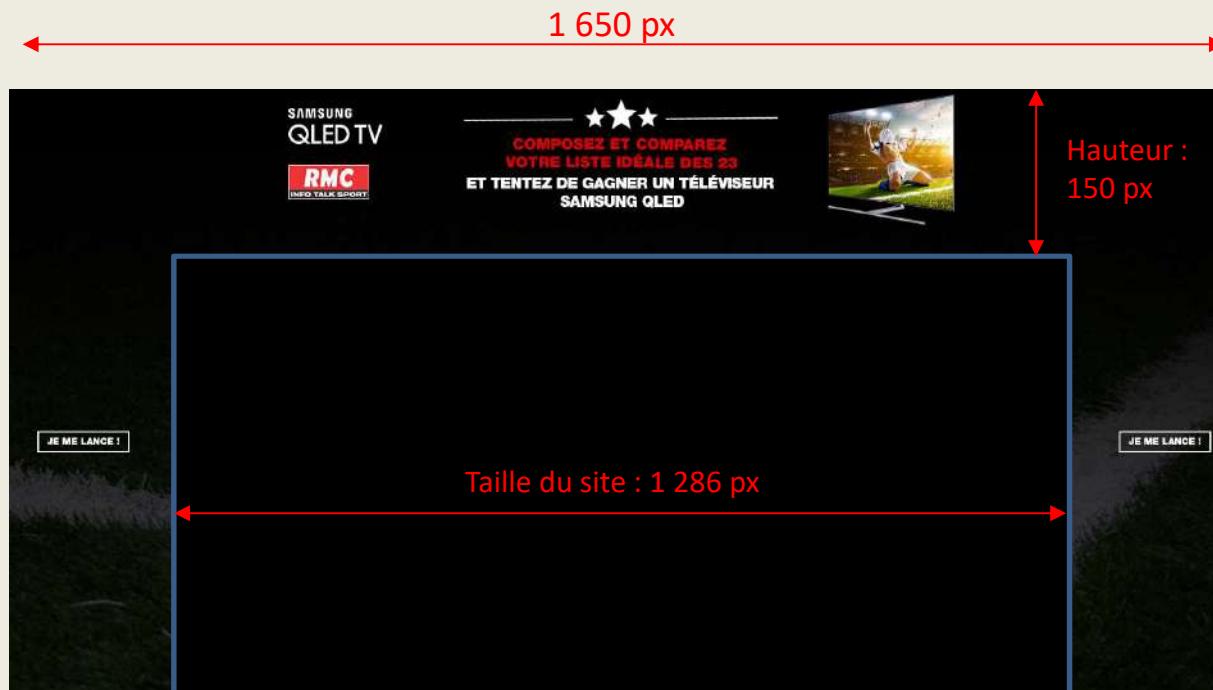 1 650 px
SAMSUNG
QLED TV
RMC
INFO TALK SPORT
COMPOSEZ ET COMPAREZ
VOTRE LISTE IDÉALE DES 23
ET TENTEZ DE GAGNER UN TÉLÉVISEUR
SAMSUNG QLED
Hauteur :
150 px
JE ME LANCE !
JE ME LANCE !
Taille du site : 1 286 px